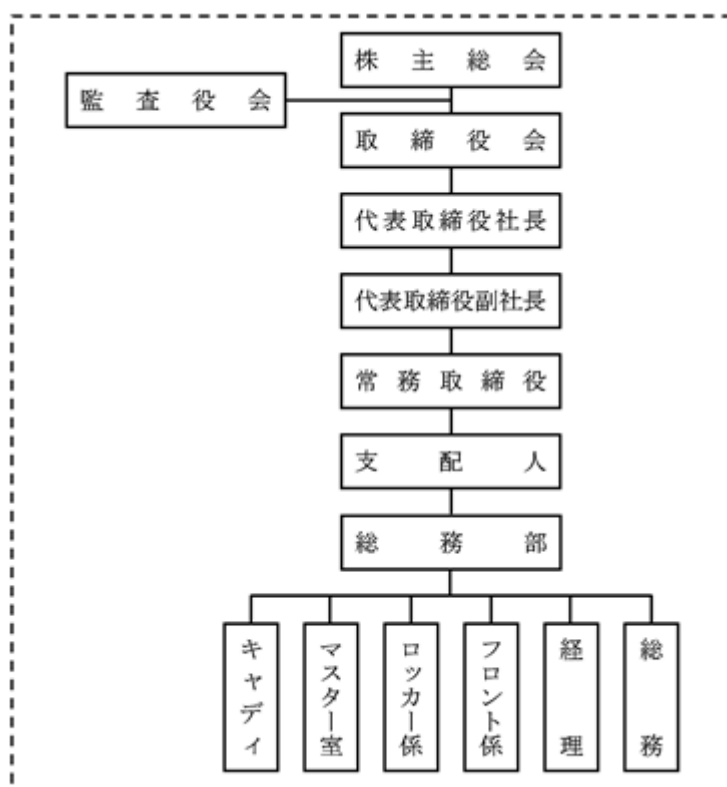 株主総会
監査役会
取締役会
代表取締役社長
代表取締役副社長
常務取締役
支配人
総務部
キャディ
マスター室
ロッカー係
フロント係
経理
総務